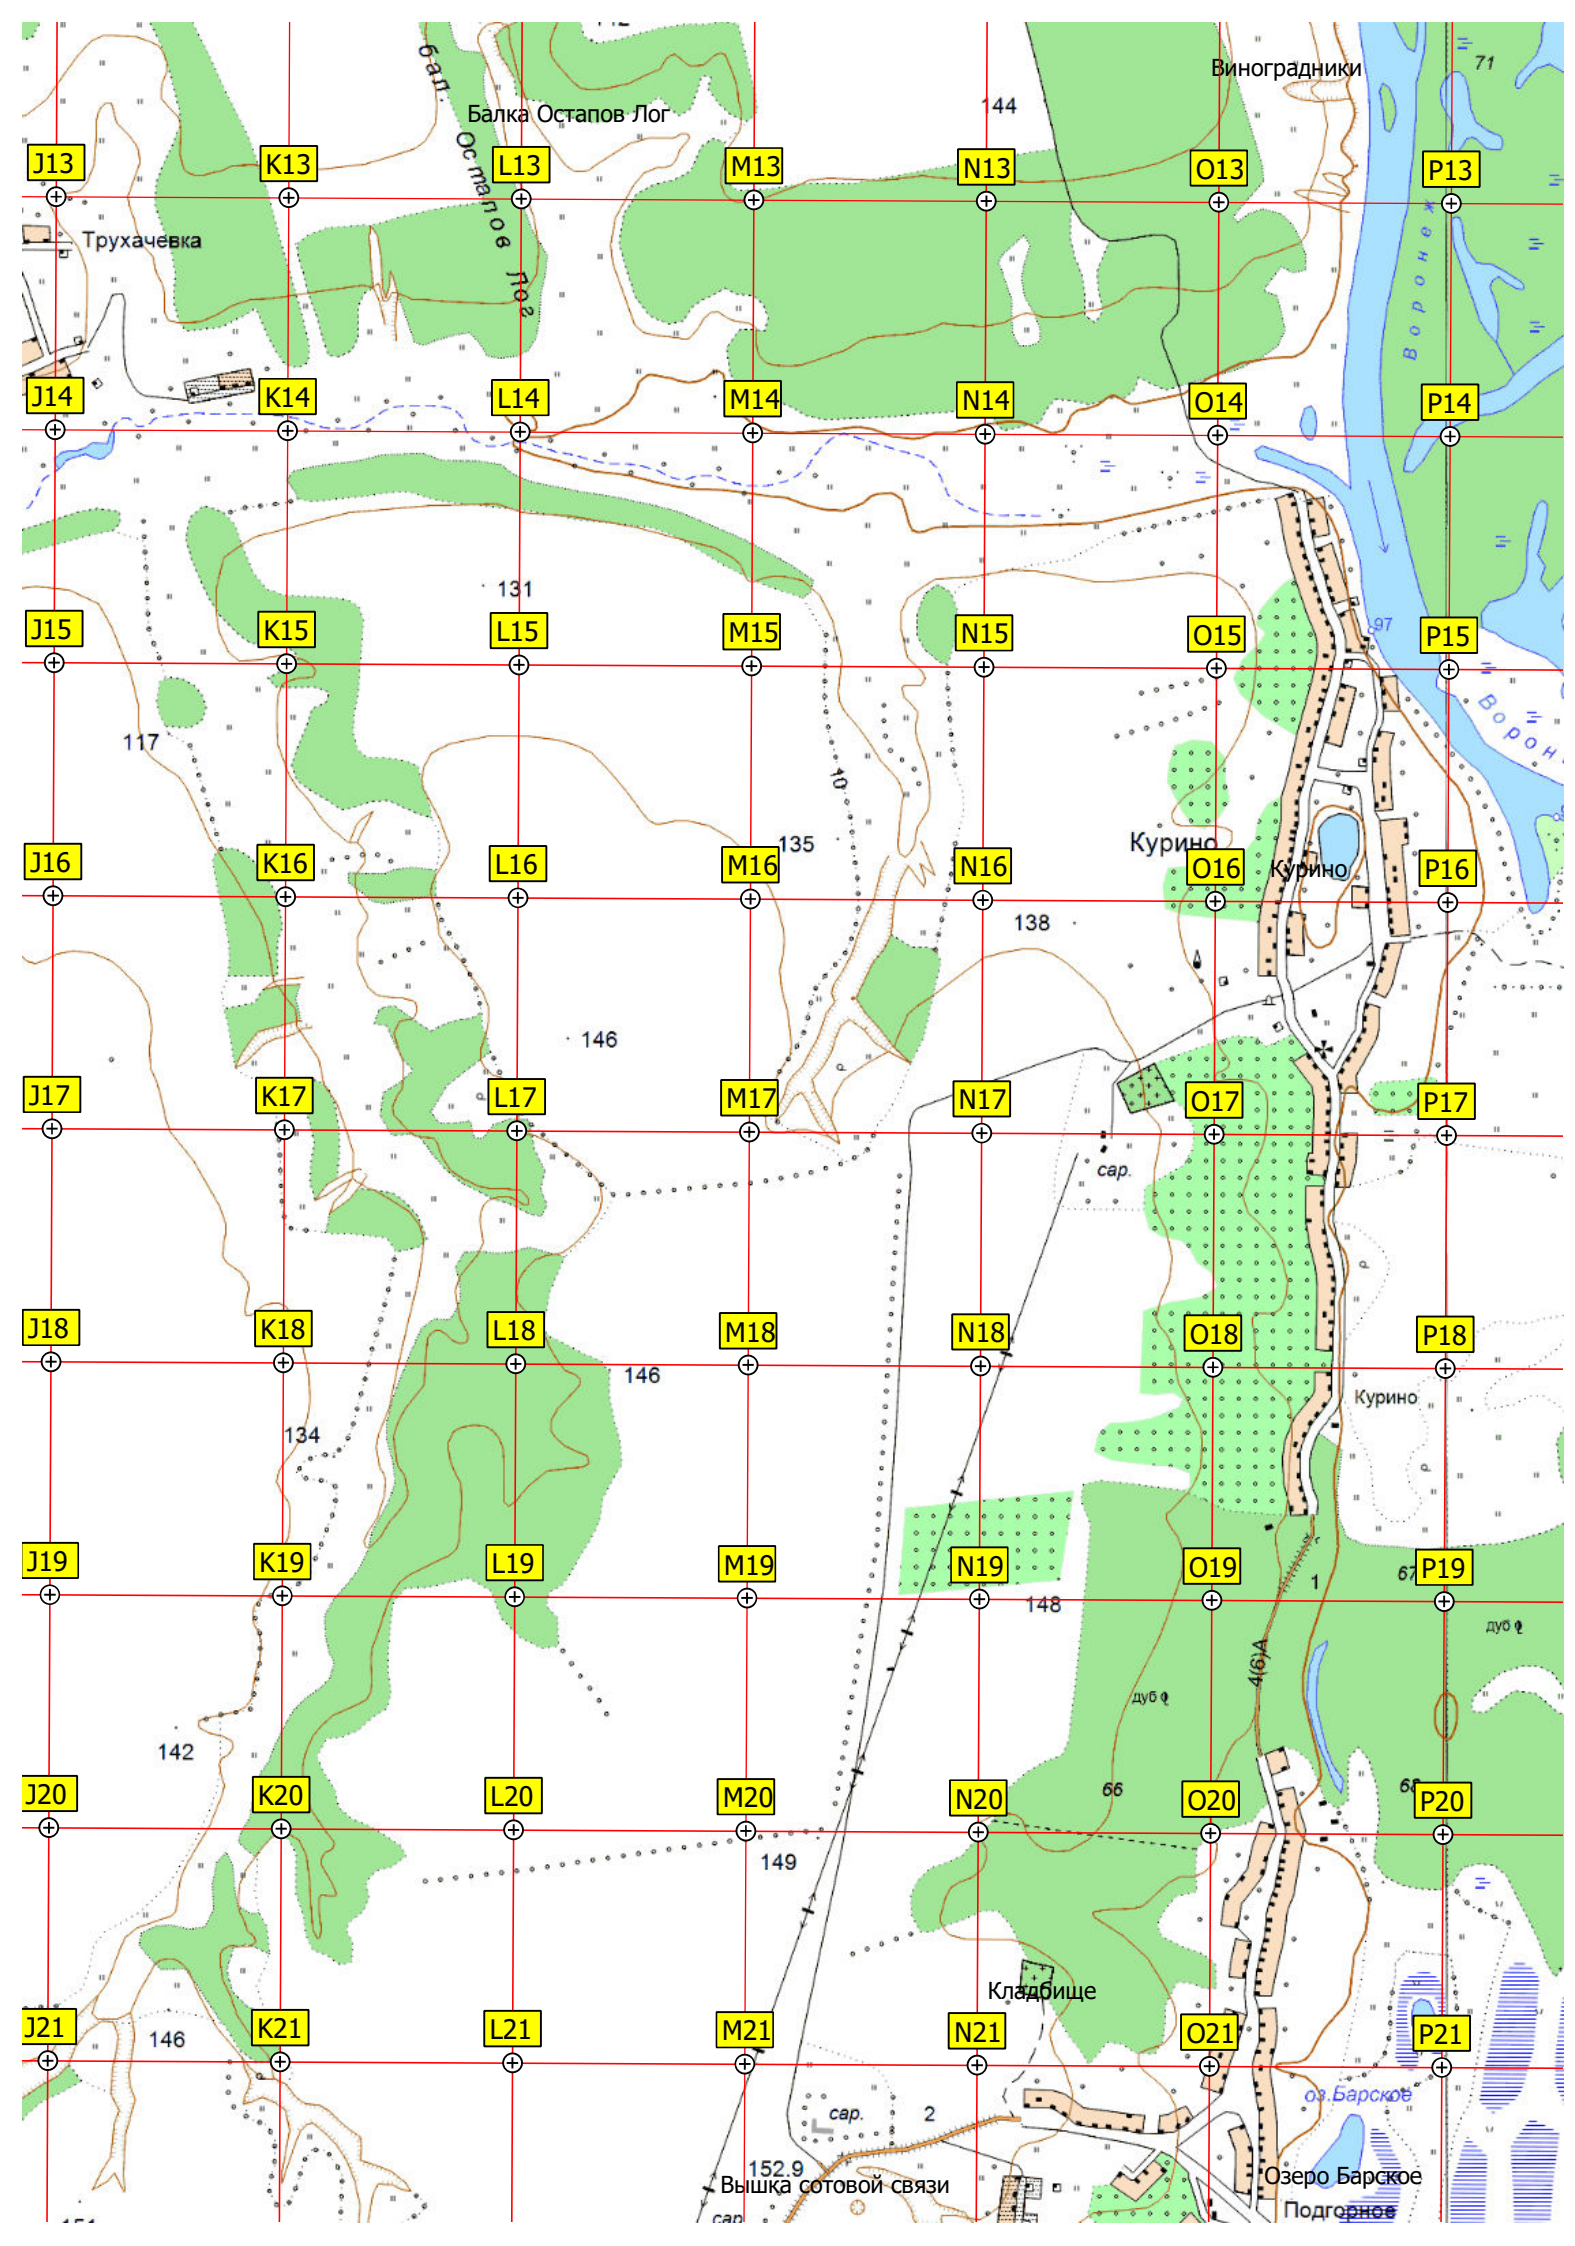 Виноградники
71
144
бал.
Балка Остапов Лог
Остапов Лог
J13
K13
L13
M13
N13
O13
P13
Трухачевка
Воронеж
J14
K14
L14
M14
N14
O14
P14
131
J15
K15
L15
M15
N15
O15
97
P15
117
10
135
Курино
J16
K16
L16
M16
N16
O16
Курино
P16
138
146
J17
K17
L17
M17
N17
O17
P17
сар.
J18
K18
L18
M18
N18
O18
P18
146
Курино
134
J19
K19
L19
M19
N19
O19
1
67
P19
148
дуб
4(6)А
дуб
142
66
68
J20
K20
L20
M20
N20
O20
P20
149
Кладбище
J21
146
K21
L21
M21
N21
O21
P21
оз.Барское
сар.
2
152.9
Вышка сотовой связи
Озеро Барское
Подгорное
сар.